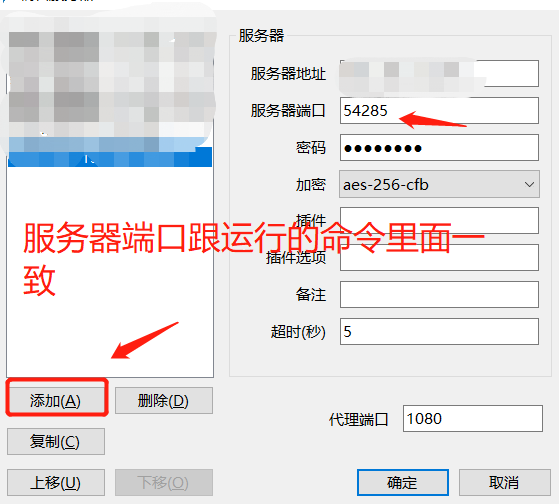 服务器
服务器地址
服务器端口 54285
密码 ●●●●●●●●
加密 aes-256-cfb
插件
服务器端口跟运行的命令里面一
致
插件选项
备注
超时(秒) 5
添加(A) 删除(D)
代理端口 1080
复制(C)
上移(U) 下移(O) 确定 取消